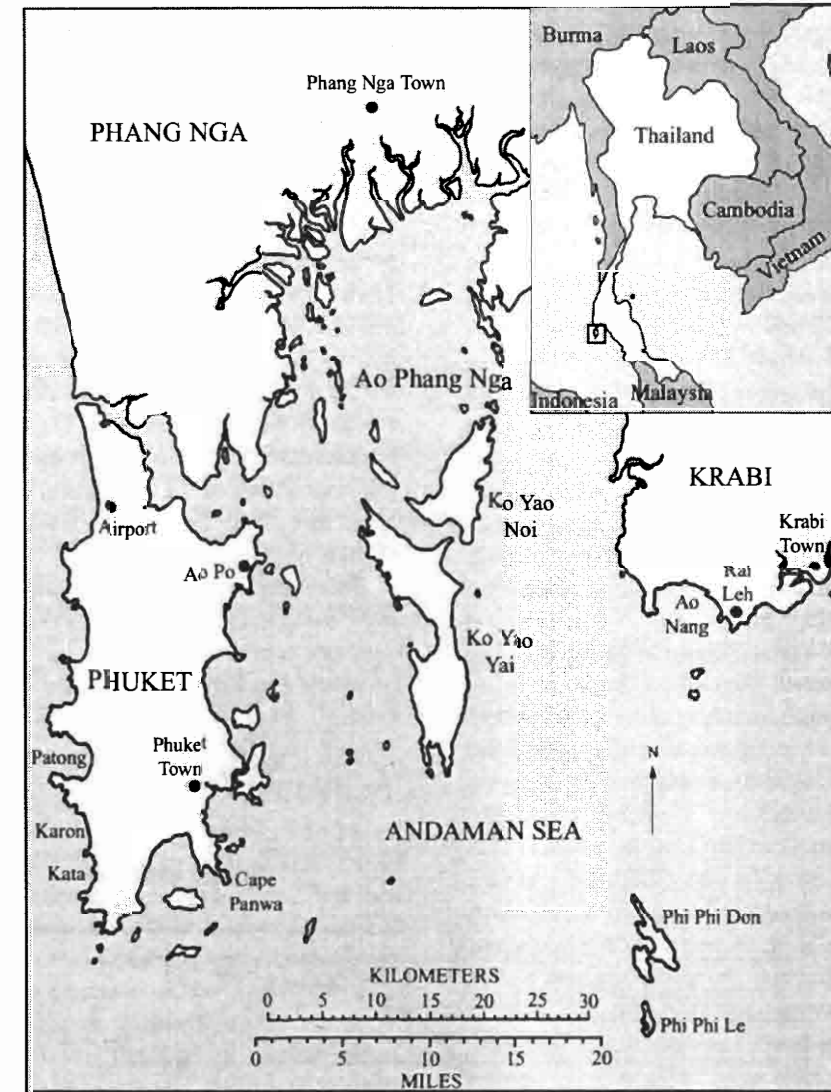 Burma
Laos
Thailand
Cambodia
Vietnam
Indonesia
Malaysia
Phang Nga Town
PHANG NGA
Ao Phang Nga
KRABI
Krabi
Town
Rai
Leh
Ao
Nang
Ko Yao
Noi
Airport
Ao Po
Ko Yao
Yai
PHUKET
Phuket
Town
Patong
Karon
Kata
Cape
Panwa
N
ANDAMAN SEA
Phi Phi Don
Phi Phi Le
KILOMETERS
0 5 10 15 20 25 30
0 5 10 15 20
MILES